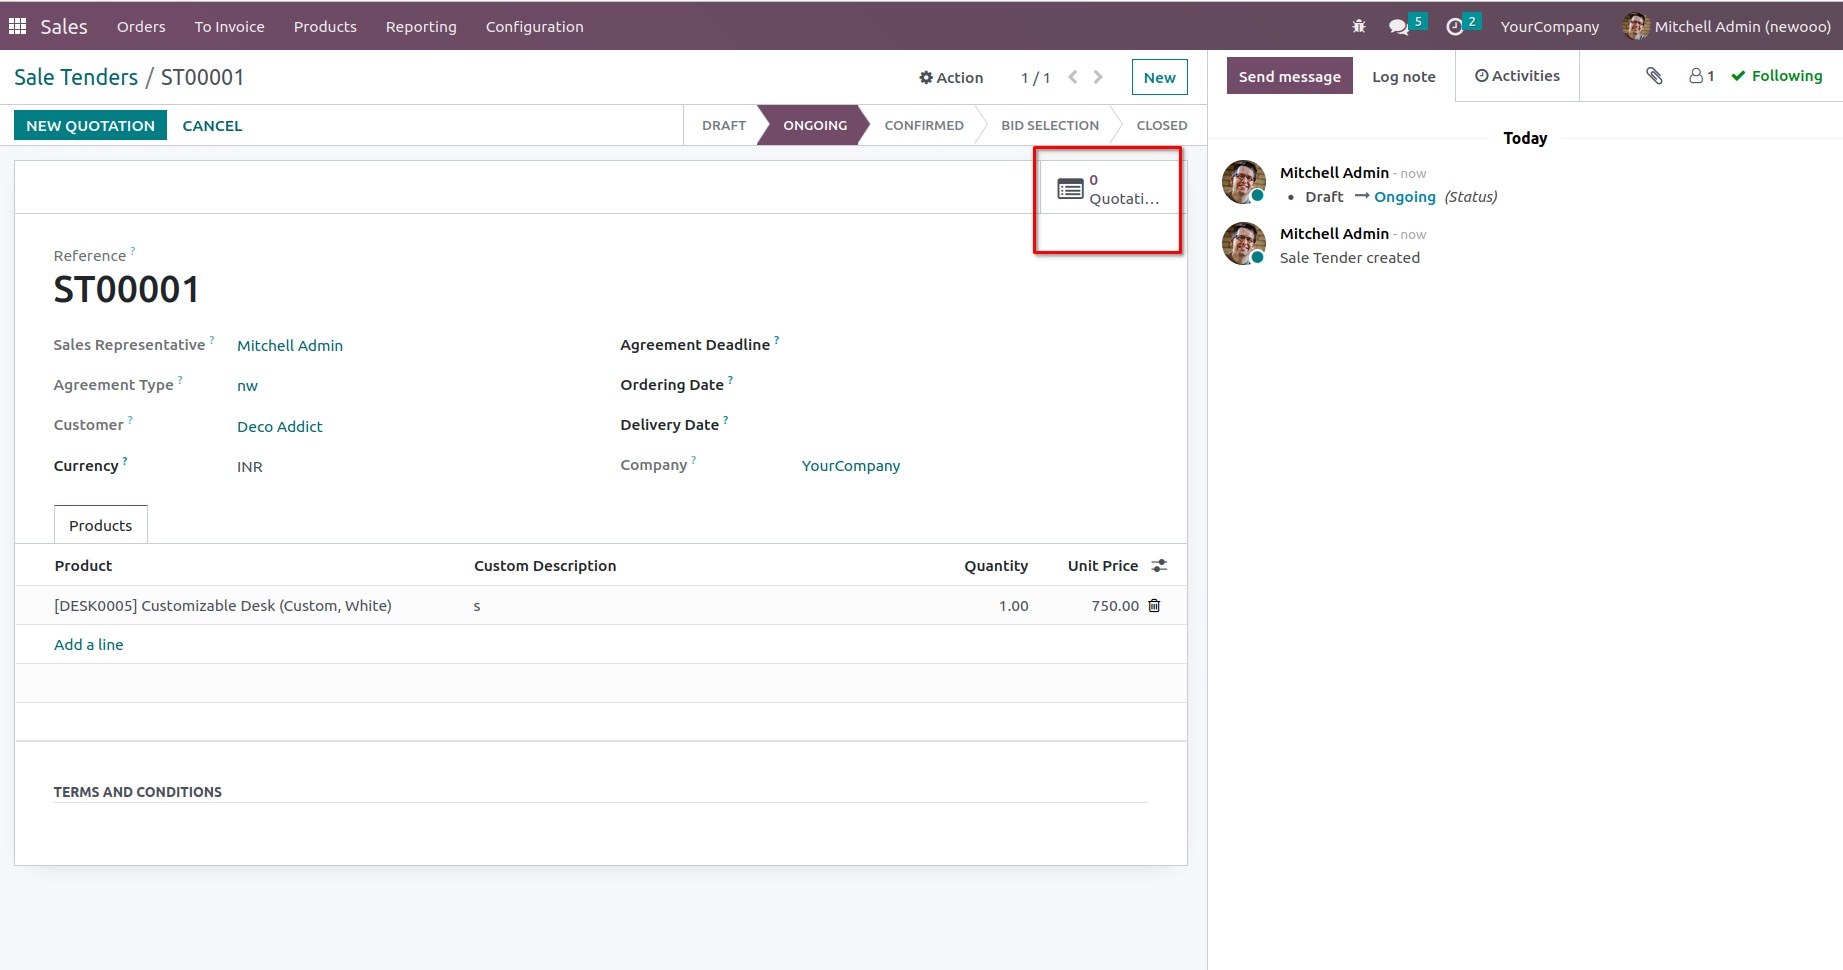 Sales Orders To Invoice Products Reporting Configuration 5 2 YourCompany Mitchell Admin (newooo)
Sale Tenders / ST00001 Action 1 / 1 New
NEW QUOTATION CANCEL DRAFT ONGOING CONFIRMED BID SELECTION CLOSED
0
Quotati...
Reference ?
ST00001
Sales Representative ? Mitchell Admin Agreement Deadline ?
Agreement Type ? nw Ordering Date ?
Customer ? Deco Addict Delivery Date ?
Currency ? INR Company ? YourCompany
Products
Product Custom Description Quantity Unit Price
[DESK0005] Customizable Desk (Custom, White) s 1.00 750.00
Add a line
TERMS AND CONDITIONS
Send message Log note Activities 1 Following
Today
Mitchell Admin - now
• Draft → Ongoing (Status)
Mitchell Admin - now
Sale Tender created